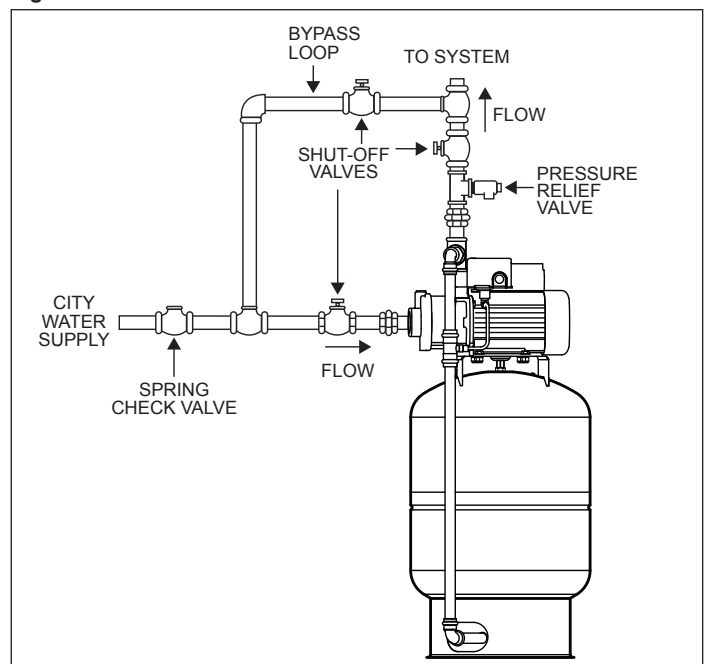 BYPASS
LOOP
TO SYSTEM
FLOW
SHUT-OFF
VALVES
PRESSURE
RELIEF
VALVE
CITY
WATER
SUPPLY
FLOW
SPRING
CHECK VALVE